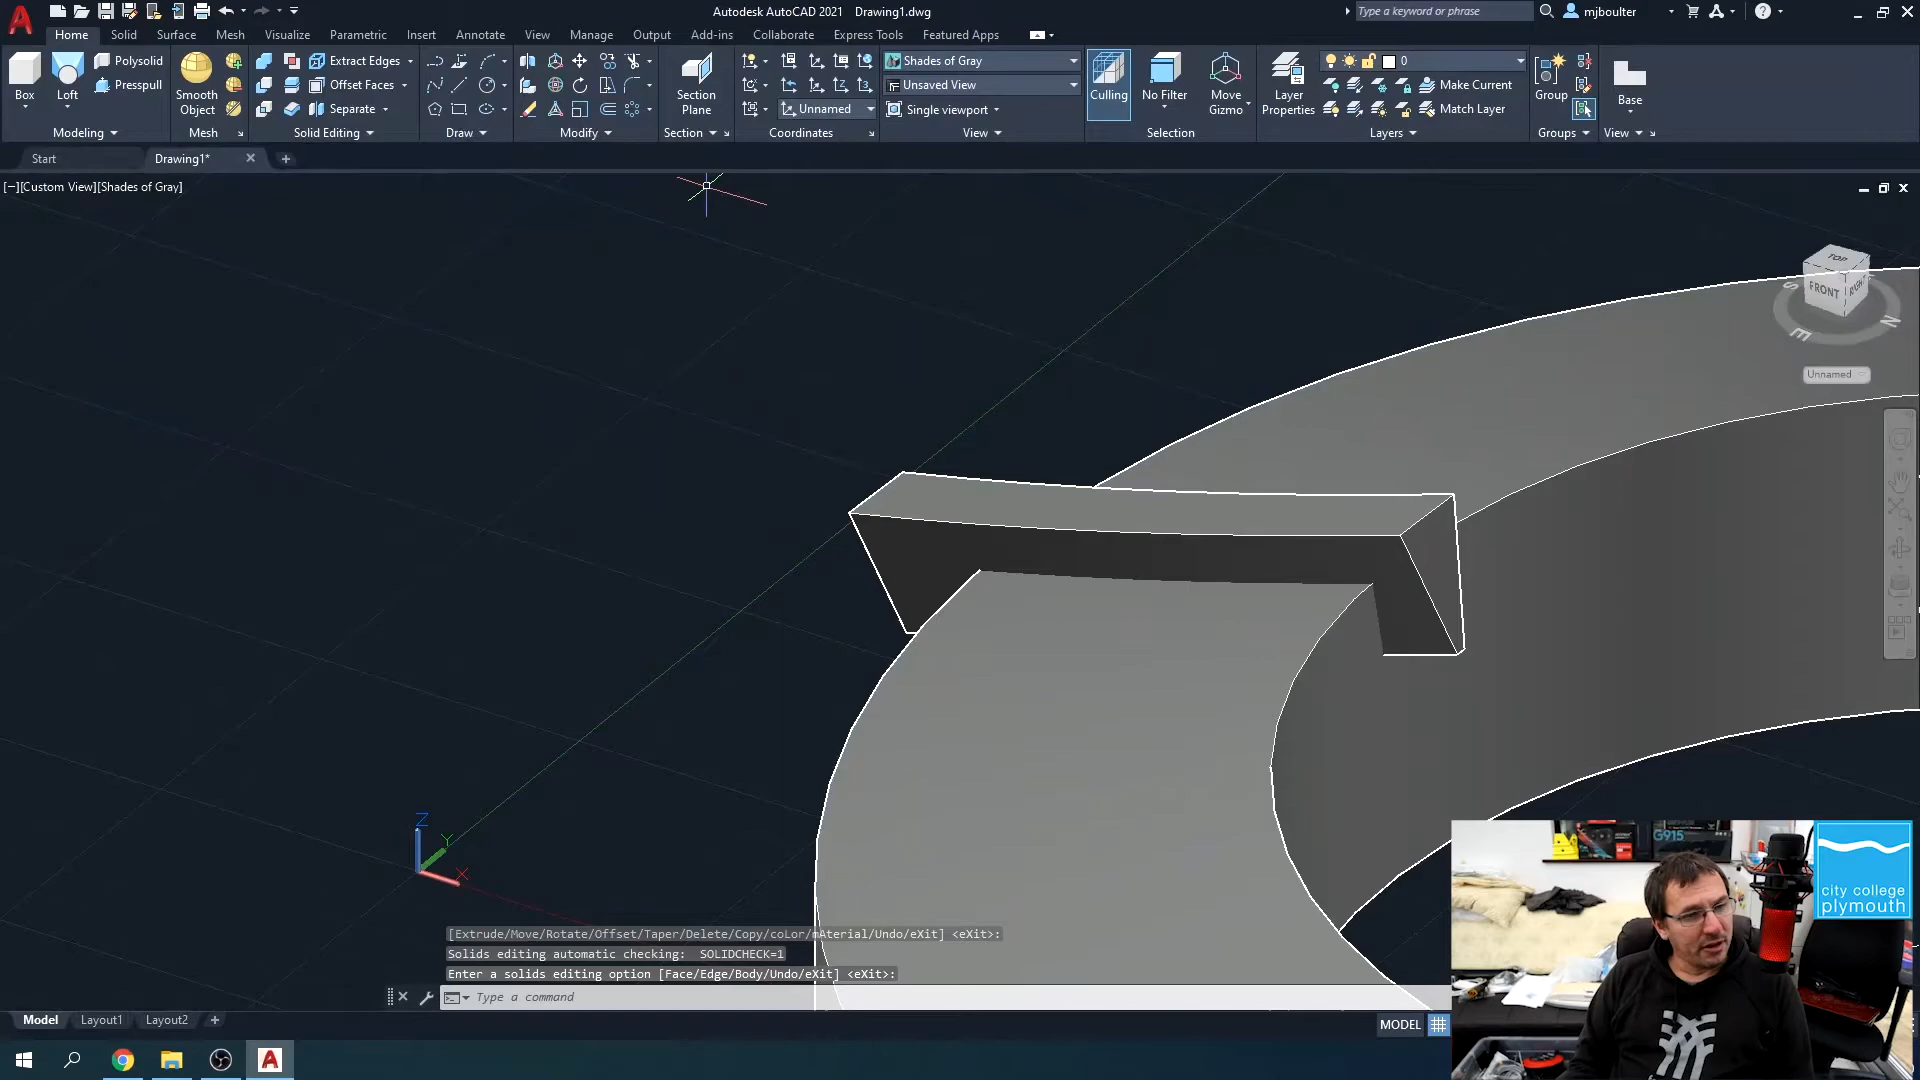 Autodesk AutoCAD 2021 Drawing1.dwg
Type a keyword or phrase
mjboulter
Home Solid Surface Mesh Visualize Parametric Insert Annotate View Manage Output Add-ins Collaborate Express Tools Featured Apps
Box
Loft
Polysolid
Presspull
Modeling
Smooth
Object
Mesh
Extract Edges
Offset Faces
Separate
Solid Editing
Draw
Modify
Section
Plane
Section
Unnamed
Coordinates
Shades of Gray
Unsaved View
Single viewport
View
Culling
No Filter
Move
Gizmo
Selection
Layer
Properties
0
Make Current
Match Layer
Layers
Group
Groups
Base
View
Start
Drawing1*
[−][Custom View][Shades of Gray]
TOP
FRONT
RIGHT
S
E
N
Unnamed
Z
Y
X
[Extrude/Move/Rotate/Offset/Taper/Delete/Copy/coLor/mAterial/Undo/eXit] <eXit>:
Solids editing automatic checking: SOLIDCHECK=1
Enter a solids editing option [Face/Edge/Body/Undo/eXit] <eXit>:
Type a command
Model
Layout1
Layout2
MODEL
G915
city college
plymouth